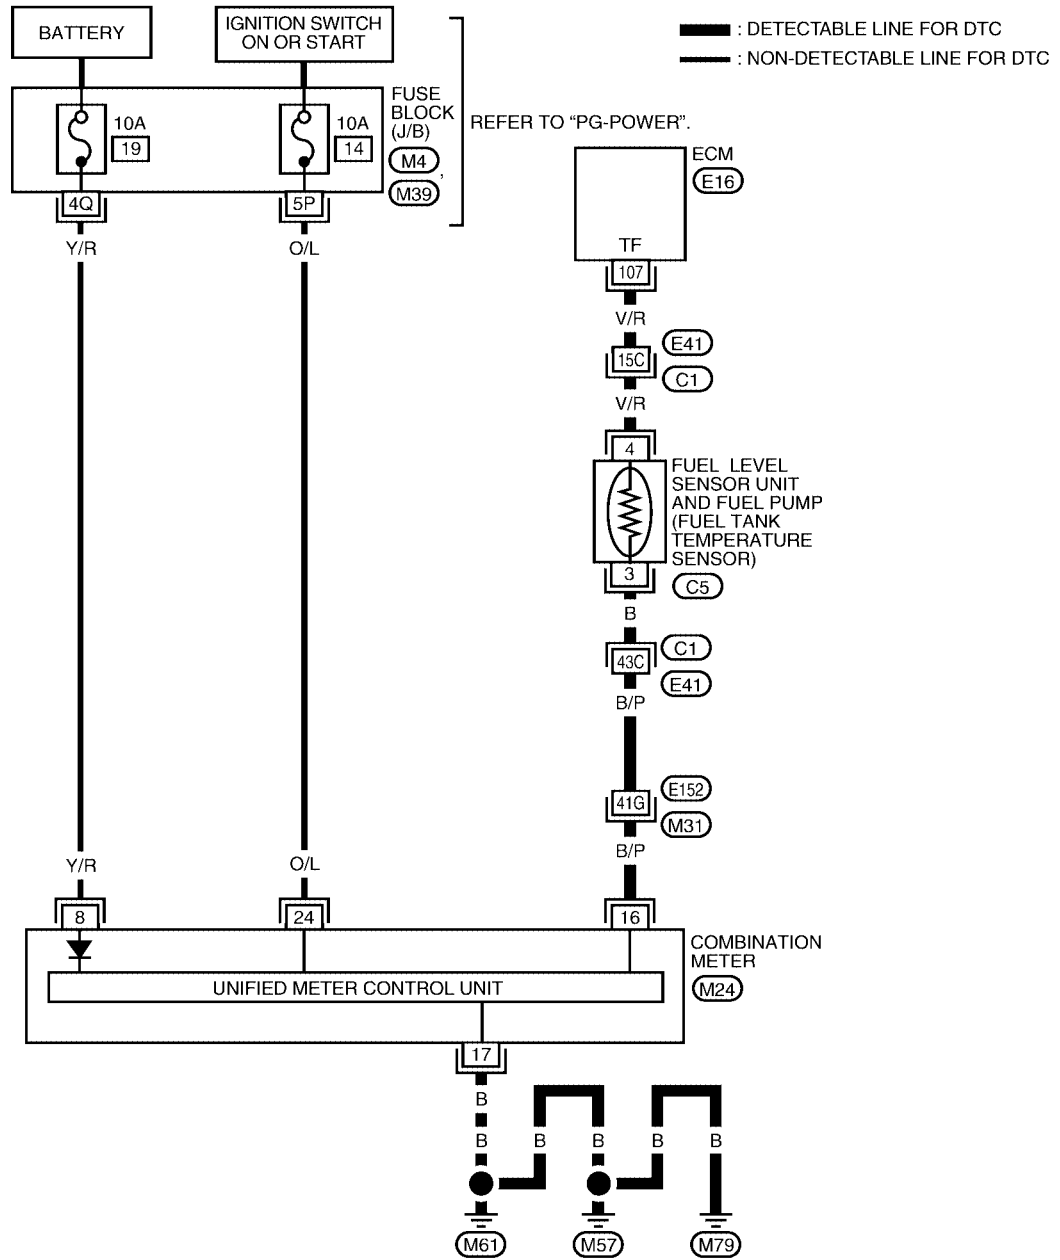 BATTERY
IGNITION SWITCH
ON OR START
: DETECTABLE LINE FOR DTC
: NON-DETECTABLE LINE FOR DTC
10A
19
10A
14
FUSE
BLOCK
(J/B)
M4
,
M39
REFER TO “PG-POWER”.
4Q
5P
Y/R
O/L
ECM
E16
TF
107
V/R
15C
E41
C1
V/R
4
FUEL LEVEL
SENSOR UNIT
AND FUEL PUMP
(FUEL TANK
TEMPERATURE
SENSOR)
3
C5
B
43C
C1
E41
B/P
41G
E152
M31
Y/R
O/L
B/P
8
24
16
COMBINATION
METER
M24
UNIFIED METER CONTROL UNIT
17
B
B
B
B
B
B
M61
M57
M79